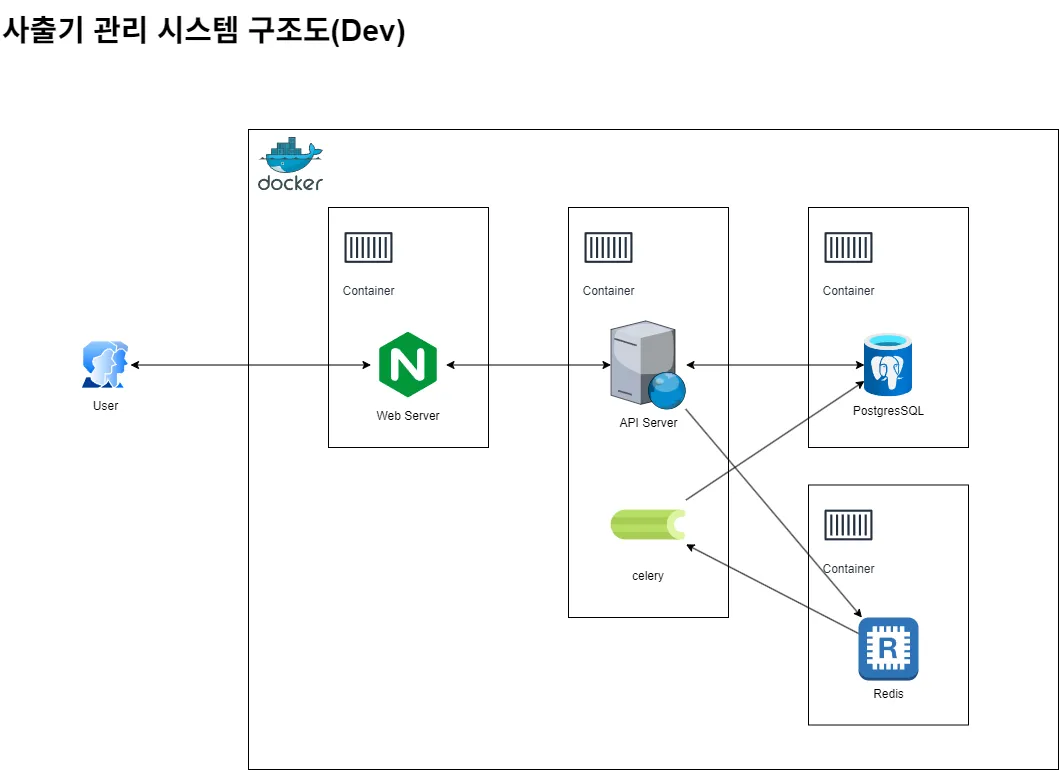 사출기 관리 시스템 구조도(Dev)
docker
Container
Container
Container
User
Web Server
API Server
PostgresSQL
celery
Container
R
Redis